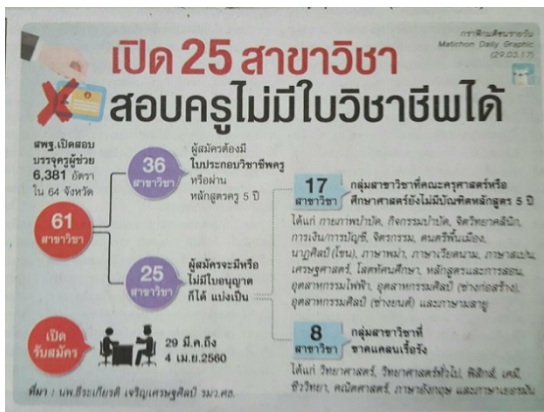 กราฟิกมติชนรายวัน
Matichon Daily Graphic
(29.03.17)
เปิด 25 สาขาวิชา
สอบครูไม่มีใบวิชาชีพได้
สพฐ.เปิดสอบ
บรรจุครูผู้ช่วย
6,381 อัตรา
ใน 64 จังหวัด
61
สาขาวิชา
36
สาขาวิชา
ผู้สมัครต้องมี
ใบประกอบวิชาชีพครู
หรือผ่าน
หลักสูตรครู 5 ปี
25
สาขาวิชา
ผู้สมัครจะมีหรือ
ไม่มีใบอนุญาต
ก็ได้ แบ่งเป็น
17
สาขาวิชา
กลุ่มสาขาวิชาที่คณะครุศาสตร์หรือ
ศึกษาศาสตร์ยังไม่มีบัณฑิตหลักสูตร 5 ปี
ได้แก่ กายภาพบำบัด, กิจกรรมบำบัด, จิตวิทยาคลินิก,
การเงิน/การบัญชี, จิตรกรรม, ดนตรีพื้นเมือง,
นาฏศิลป์(โขน), ภาษาพม่า, ภาษาเวียดนาม, ภาษาสเปน,
เศรษฐศาสตร์, โสตทัศนศึกษา, หลักสูตรและการสอน,
อุตสาหกรรมไฟฟ้า, อุตสาหกรรมศิลป์ (ช่างก่อสร้าง),
อุตสาหกรรมศิลป์ (ช่างยนต์) และภาษามลายู
8
สาขาวิชา
กลุ่มสาขาวิชาที่
ขาดแคลนเรื้อรัง
ได้แก่ วิทยาศาสตร์, วิทยาศาสตร์ทั่วไป, ฟิสิกส์, เคมี,
ชีววิทยา, คณิตศาสตร์, ภาษาอังกฤษ และภาษาเยอรมัน
เปิด
รับสมัคร
29 มี.ค.ถึง
4 เม.ย.2560
ที่มา : นพ.ธีระเกียรติ เจริญเศรษฐศิลป์ รมว.ศธ.